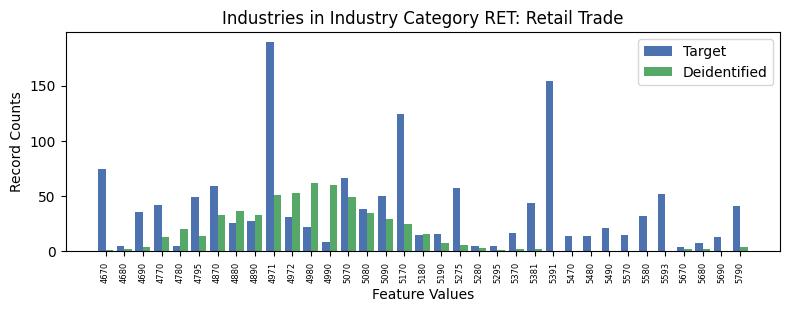 Industries in Industry Category RET: Retail Trade
Target
Deidentified
Record Counts
150
100
50
0
4670 4680 4690 4770 4780 4795 4870 4880 4890 4971 4972 4980 4990 5070 5080 5090 5170 5180 5190 5275 5280 5295 5370 5381 5391 5470 5480 5490 5570 5580 5593 5670 5680 5690 5790
Feature Values